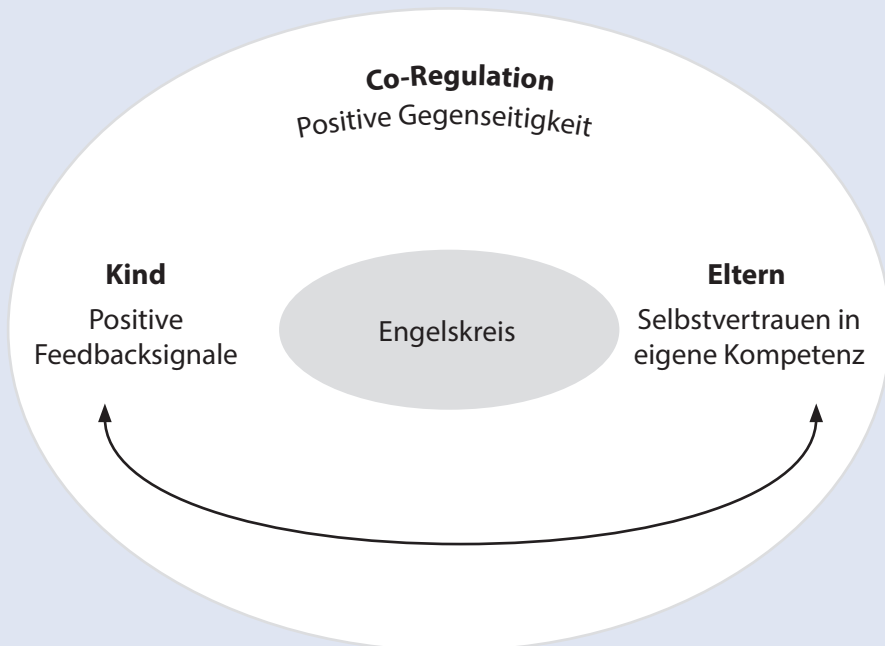 Co-Regulation
Positive Gegenseitigkeit
Kind
Positive
Feedbacksignale
Engelskreis
Eltern
Selbstvertrauen in
eigene Kompetenz